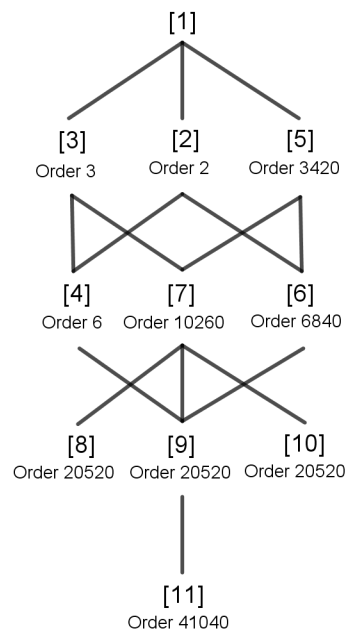 [1]
[3] [2] [5]
Order 3 Order 2 Order 3420
[4] [7] [6]
Order 6 Order 10260 Order 6840
[8] [9] [10]
Order 20520 Order 20520 Order 20520
[11]
Order 41040